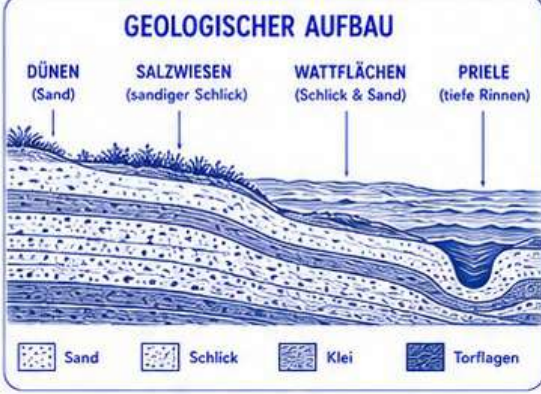 GEOLOGISCHER AUFBAU
DÜNEN
(Sand)
SALZWIESEN
(sandiger Schlick)
WATTFLÄCHEN
(Schlick & Sand)
PRIELE
(tiefe Rinnen)
Sand
Schlick
Klei
Torflagen